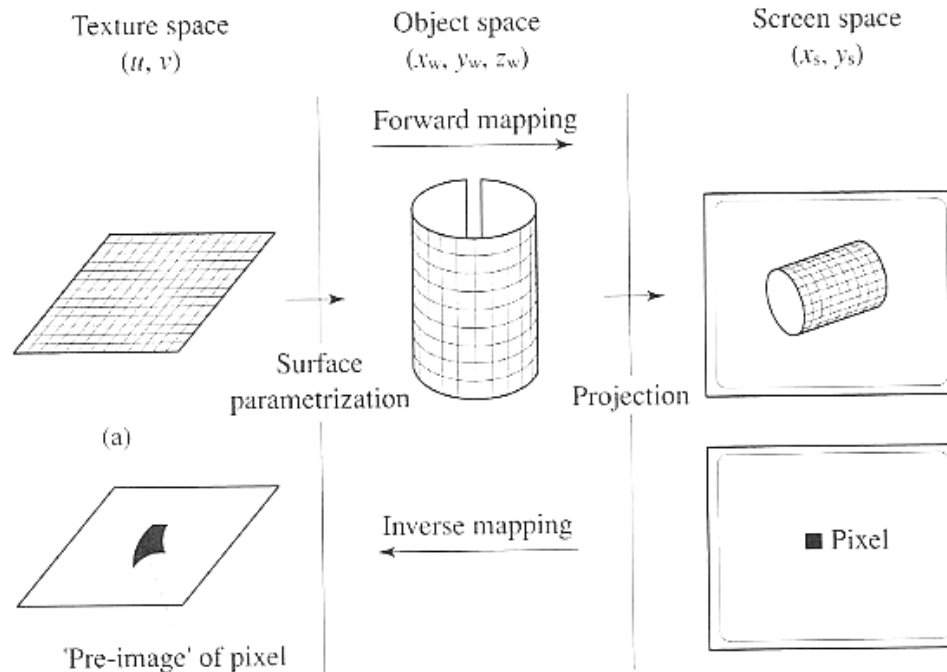 Texture space
(u, v)
Object space
(xw, yw, zw)
Screen space
(xs, ys)
Forward mapping
Surface
parametrization
Projection
(a)
Inverse mapping
Pixel
'Pre-image' of pixel